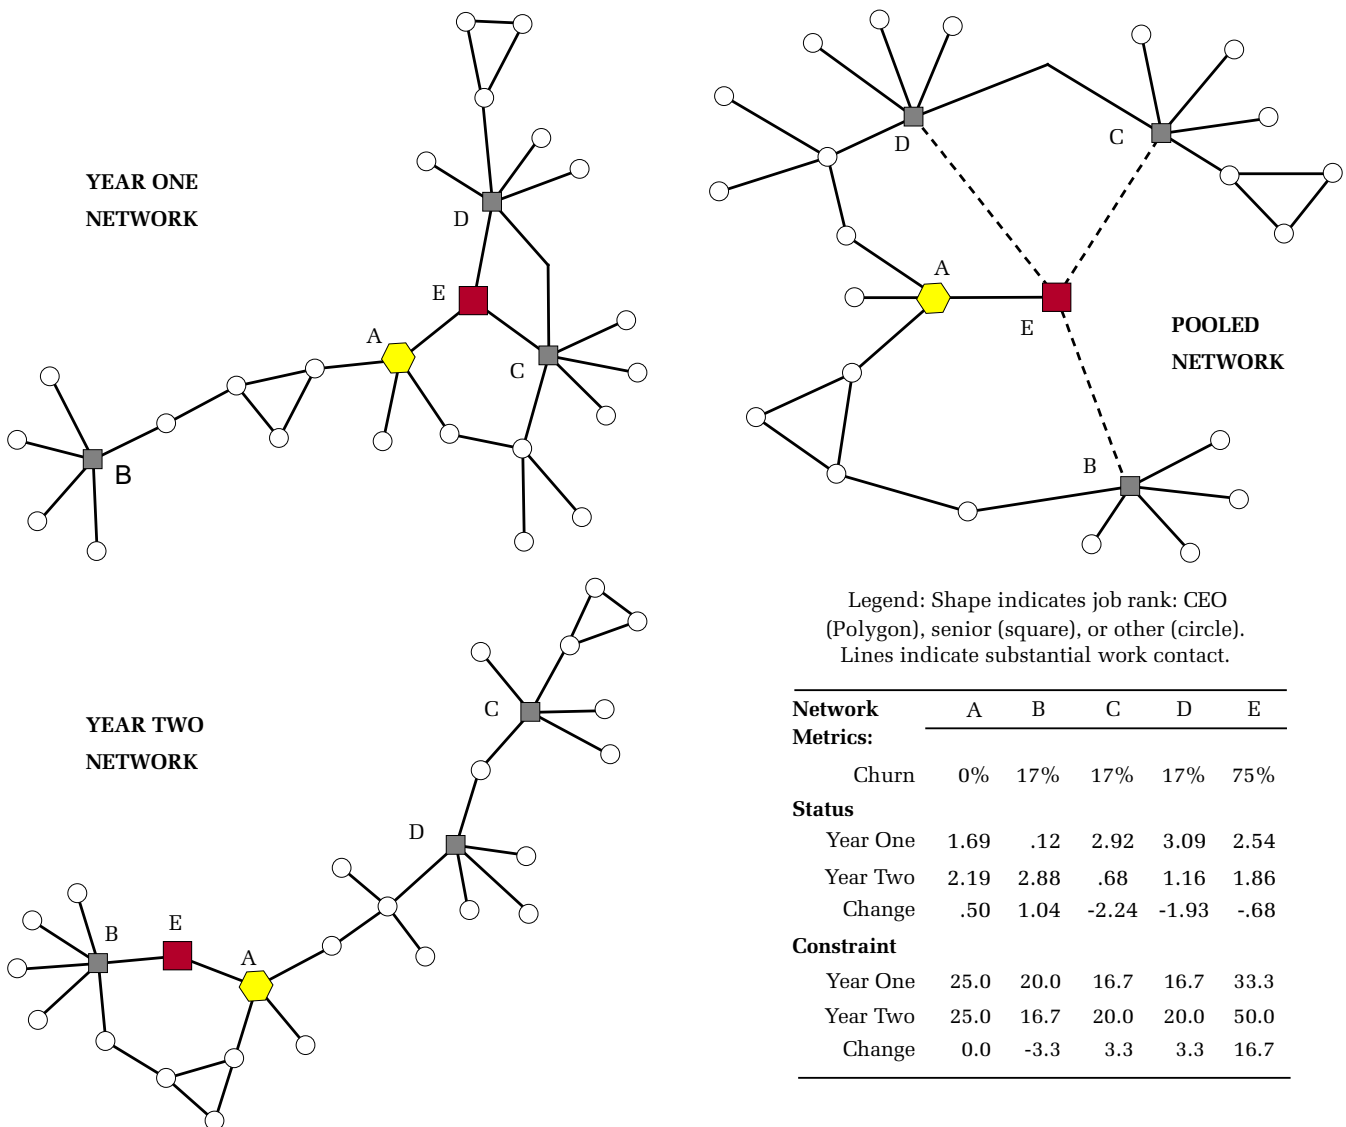 YEAR ONE
NETWORK
D
E
A
C
B
D
C
A
E
POOLED
NETWORK
B
YEAR TWO
NETWORK
C
D
B
E
A
Legend: Shape indicates job rank: CEO
(Polygon), senior (square), or other (circle).
Lines indicate substantial work contact.
Network A B C D E
Metrics:
Churn 0% 17% 17% 17% 75%
Status
Year One 1.69 .12 2.92 3.09 2.54
Year Two 2.19 2.88 .68 1.16 1.86
Change .50 1.04 -2.24 -1.93 -.68
Constraint
Year One 25.0 20.0 16.7 16.7 33.3
Year Two 25.0 16.7 20.0 20.0 50.0
Change 0.0 -3.3 3.3 3.3 16.7